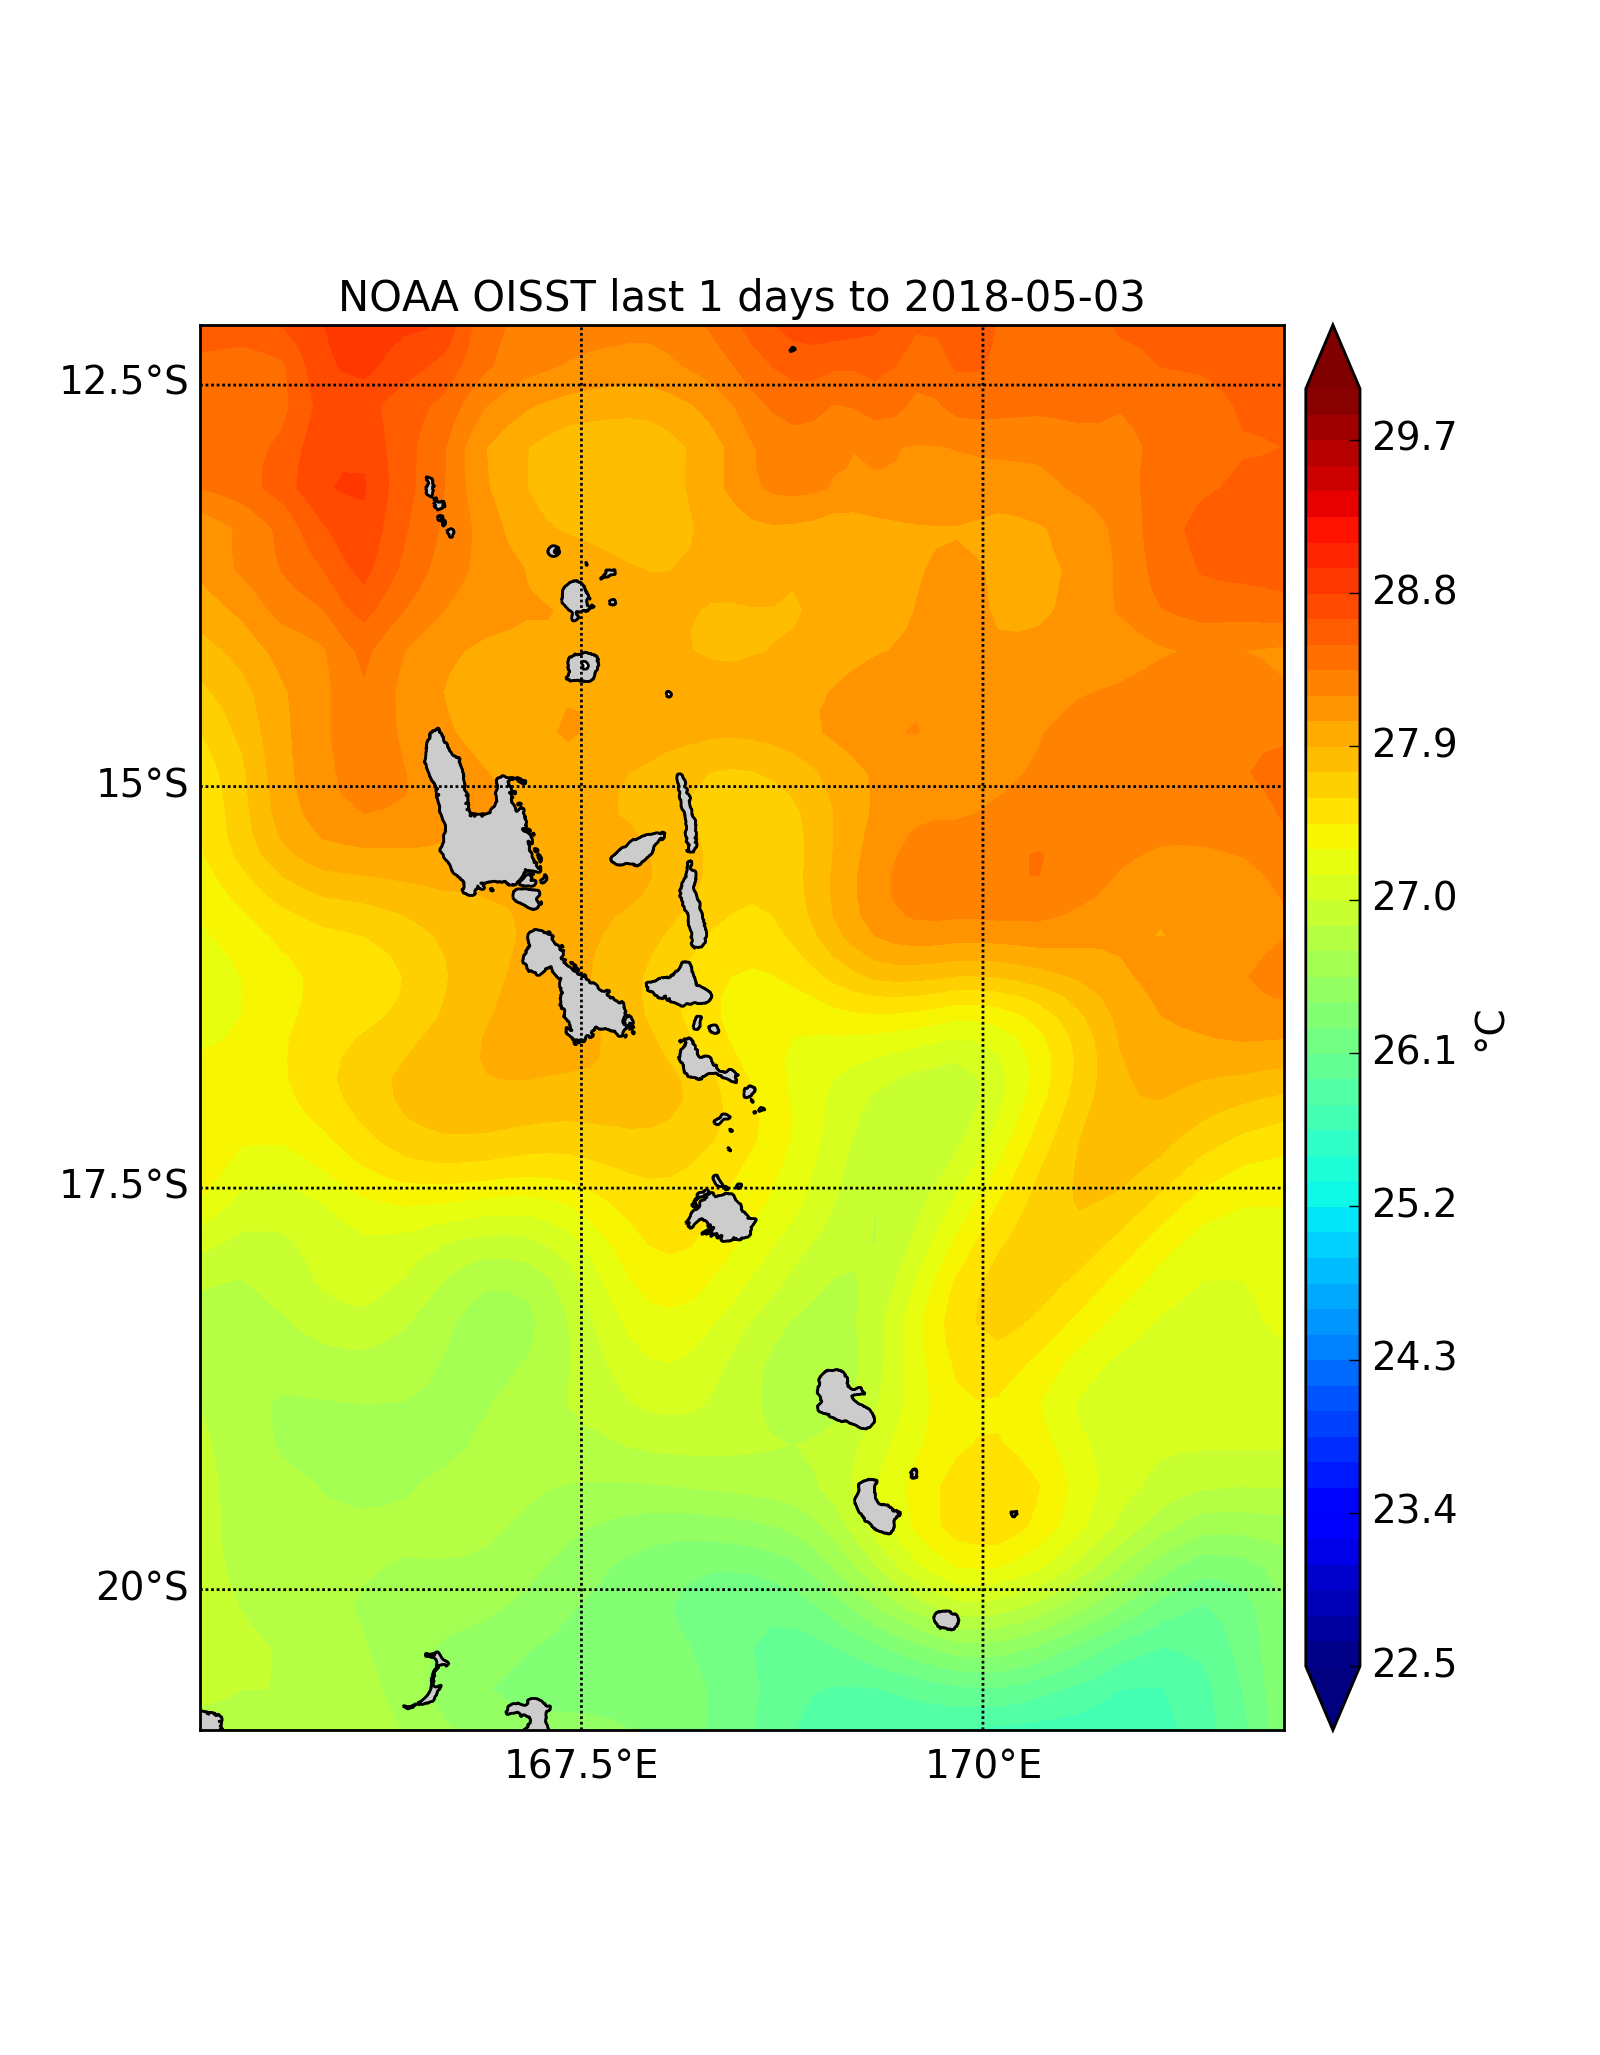 NOAA OISST last 1 days to 2018-05-03
12.5°S
15°S
17.5°S
20°S
167.5°E
170°E
29.7
28.8
27.9
27.0
26.1
25.2
24.3
23.4
22.5
°C